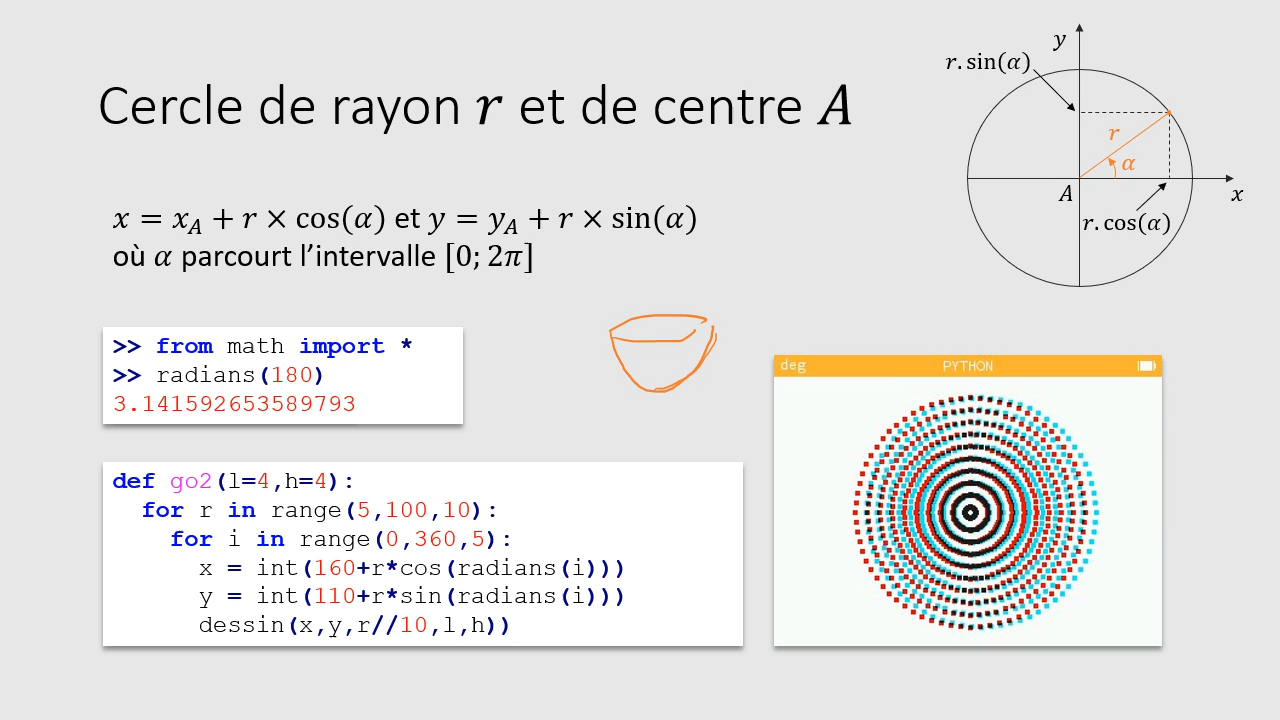 Cercle de rayon r et de centre A
y
r.sin(α)
r
α
A
x
r.cos(α)
x = x_A + r × cos(α) et y = y_A + r × sin(α)
où α parcourt l’intervalle [0; 2π]
>> from math import *
>> radians(180)
3.141592653589793
def go2(l=4,h=4):
  for r in range(5,100,10):
    for i in range(0,360,5):
      x = int(160+r*cos(radians(i)))
      y = int(110+r*sin(radians(i)))
      dessin(x,y,r//10,l,h))
deg PYTHON